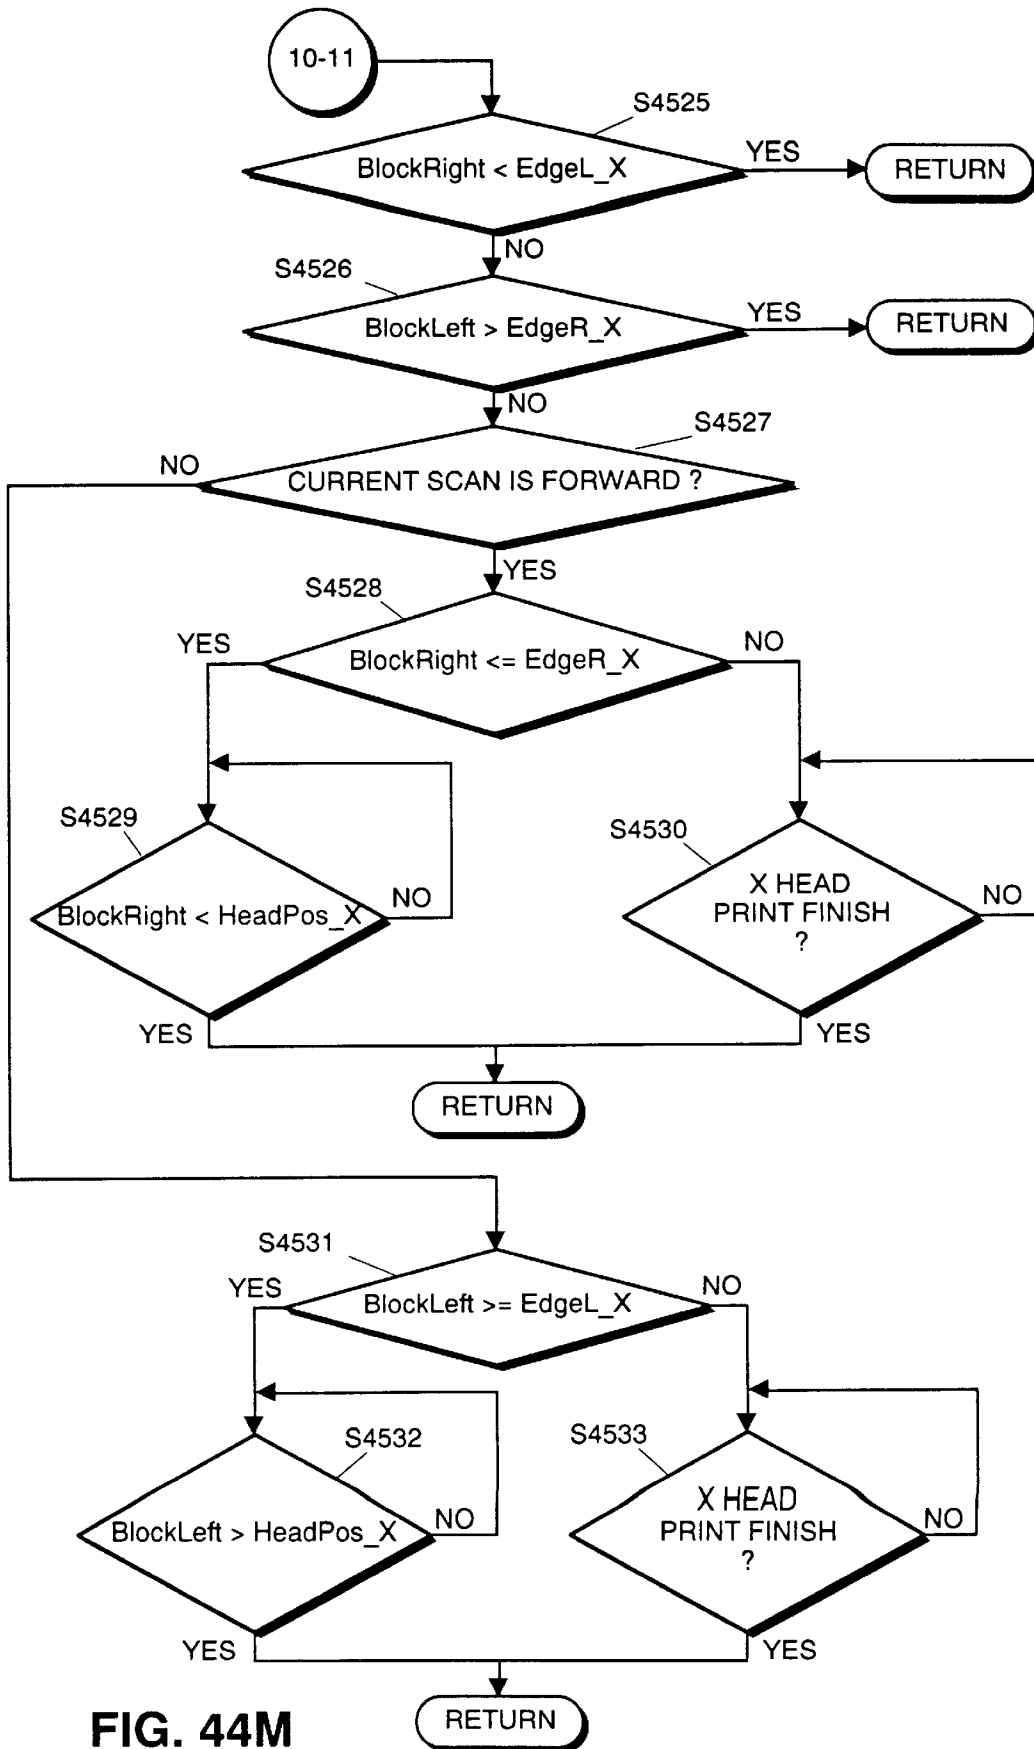 10-11
S4525
BlockRight < EdgeL_X
YES
RETURN
NO
S4526
BlockLeft > EdgeR_X
YES
RETURN
NO
S4527
NO
CURRENT SCAN IS FORWARD ?
YES
S4528
YES
BlockRight <= EdgeR_X
NO
S4529
BlockRight < HeadPos_X
NO
YES
S4530
X HEAD
PRINT FINISH
?
NO
YES
RETURN
S4531
YES
BlockLeft >= EdgeL_X
NO
S4532
BlockLeft > HeadPos_X
NO
YES
S4533
X HEAD
PRINT FINISH
?
NO
YES
RETURN
FIG. 44M